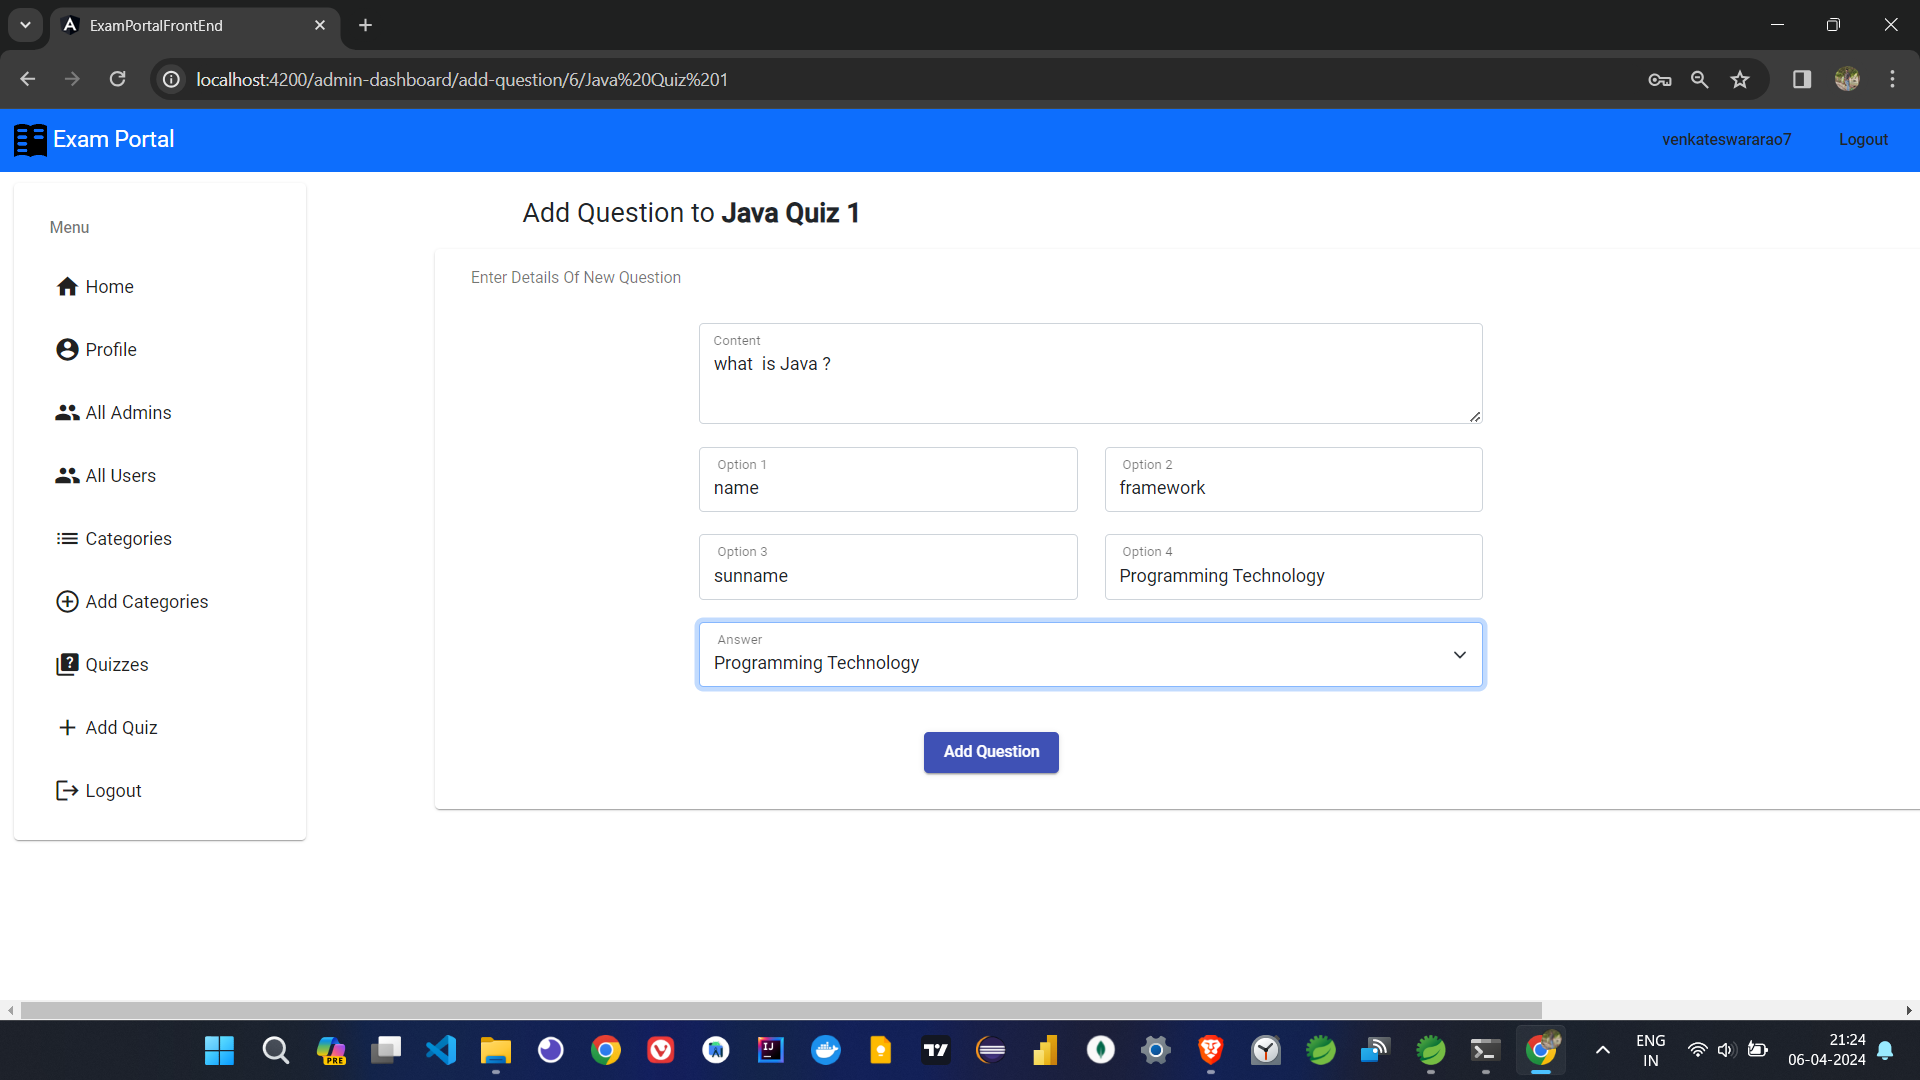 ExamPortalFrontEnd
localhost:4200/admin-dashboard/add-question/6/Java%20Quiz%201
Exam Portal
venkateswararao7
Logout
Menu
Home
Profile
All Admins
All Users
Categories
Add Categories
Quizzes
Add Quiz
Logout
Add Question to Java Quiz 1
Enter Details Of New Question
Content
what  is Java ?
Option 1
name
Option 2
framework
Option 3
sunname
Option 4
Programming Technology
Answer
Programming Technology
Add Question
PRE
IJ
ENG
IN
21:24
06-04-2024